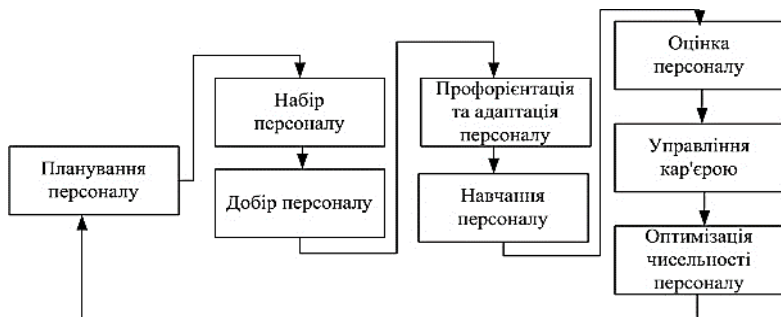 Планування
персоналу
Набір
персоналу
Добір персоналу
Профорієнтація
та адаптація
персоналу
Навчання
персоналу
Оцінка
персоналу
Управління
кар'єрою
Оптимізація
чисельності
персоналу